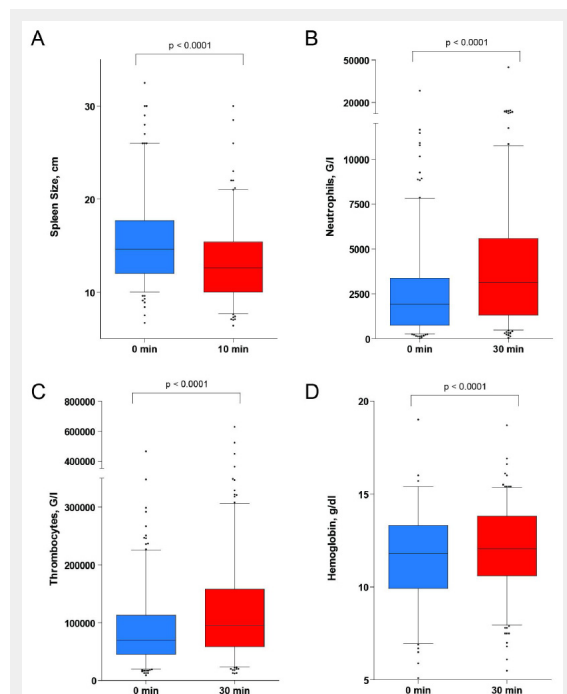 A
p < 0.0001
Spleen Size, cm
30
20
10
0 min
10 min
B
p < 0.0001
Neutrophils, G/l
50000
20000
10000
5000
2500
0
0 min
30 min
C
p < 0.0001
Thrombocytes, G/l
800000
600000
400000
300000
200000
100000
0
0 min
30 min
D
p < 0.0001
Hemoglobin, g/dl
20
15
10
5
0 min
30 min